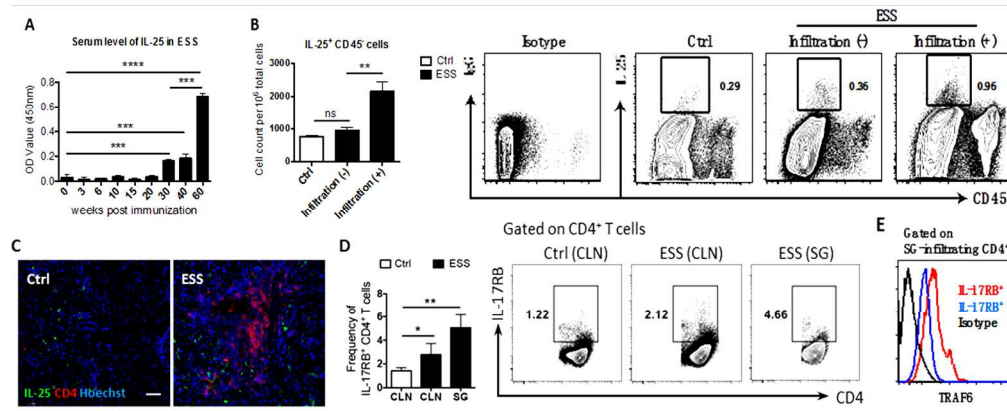 A
Serum level of IL-25 in ESS
OD Value (450nm)
0.8
0.6
0.4
0.2
0.0
****
***
***
***
0 3 6 10 15 20 30 40 60
weeks post immunization
B
IL-25⁺ CD45⁻ cells
Cell count per 10⁶ total cells
3000
2000
1000
0
ns
**
Ctrl
ESS
Ctrl
Infiltration (-)
Infiltration (+)
ESS
Isotype
Ctrl
Infiltration (-)
Infiltration (+)
0.29
0.36
0.96
CD45
C
Ctrl
ESS
IL-25 CD4 Hoechst
D
Ctrl
ESS
Frequency of
IL-17RB⁺ CD4⁺ T cells
8
6
4
2
0
*
**
CLN CLN SG
Gated on CD4⁺ T cells
Ctrl (CLN)
ESS (CLN)
ESS (SG)
IL-17RB
1.22
2.12
4.66
CD4
E
Gated on
SG-infiltrating CD4⁺
IL-17RB⁺
IL-17RB⁺
Isotype
TRAF6